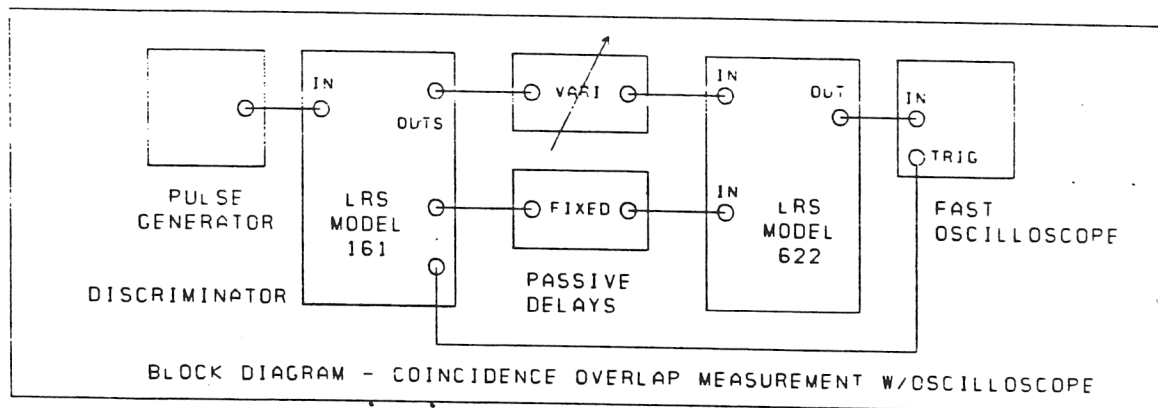 IN
OUTS
VARI
IN
OUT
IN
TRIG
PULSE
GENERATOR
LRS
MODEL
161
FIXED
IN
LRS
MODEL
622
FAST
OSCILLOSCOPE
DISCRIMINATOR
PASSIVE
DELAYS
BLOCK DIAGRAM - COINCIDENCE OVERLAP MEASUREMENT W/OSCILLOSCOPE